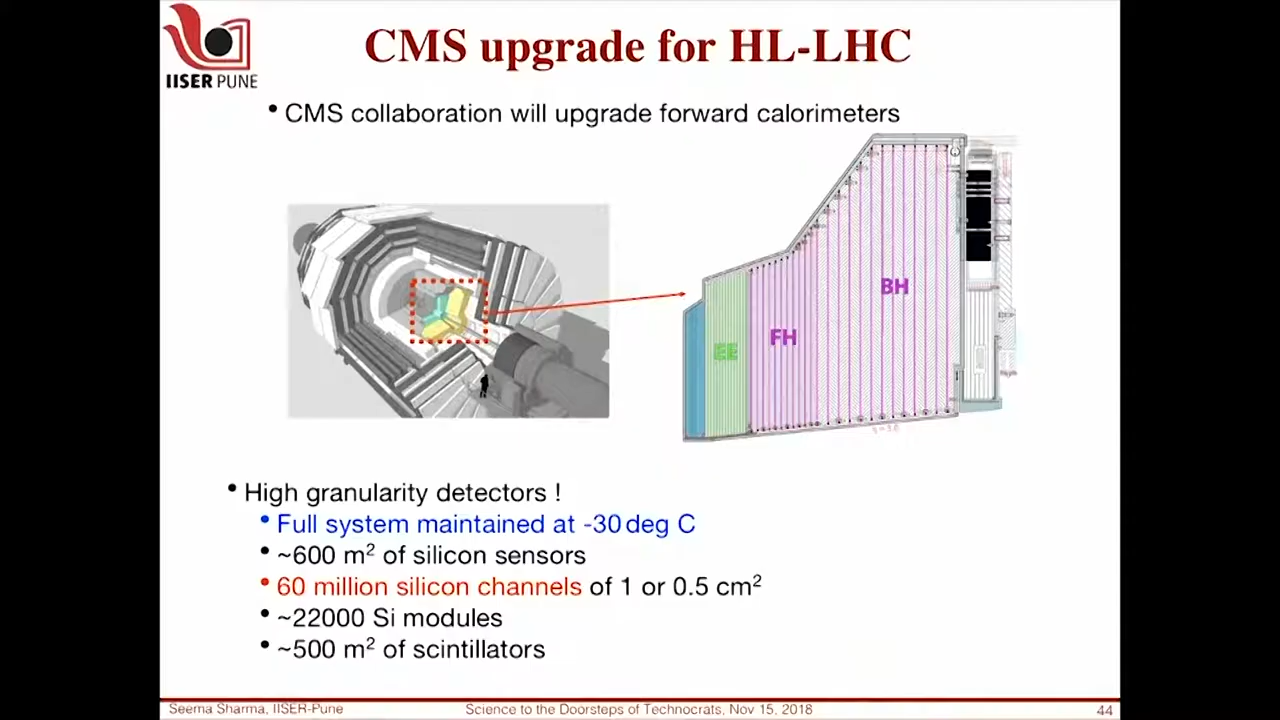 IISER PUNE
CMS upgrade for HL-LHC
• CMS collaboration will upgrade forward calorimeters
EE
FH
BH
• High granularity detectors !
• Full system maintained at -30 deg C
• ~600 m² of silicon sensors
• 60 million silicon channels of 1 or 0.5 cm²
• ~22000 Si modules
• ~500 m² of scintillators
Seema Sharma, IISER-Pune
Science to the Doorsteps of Technocrats, Nov 15, 2018
44